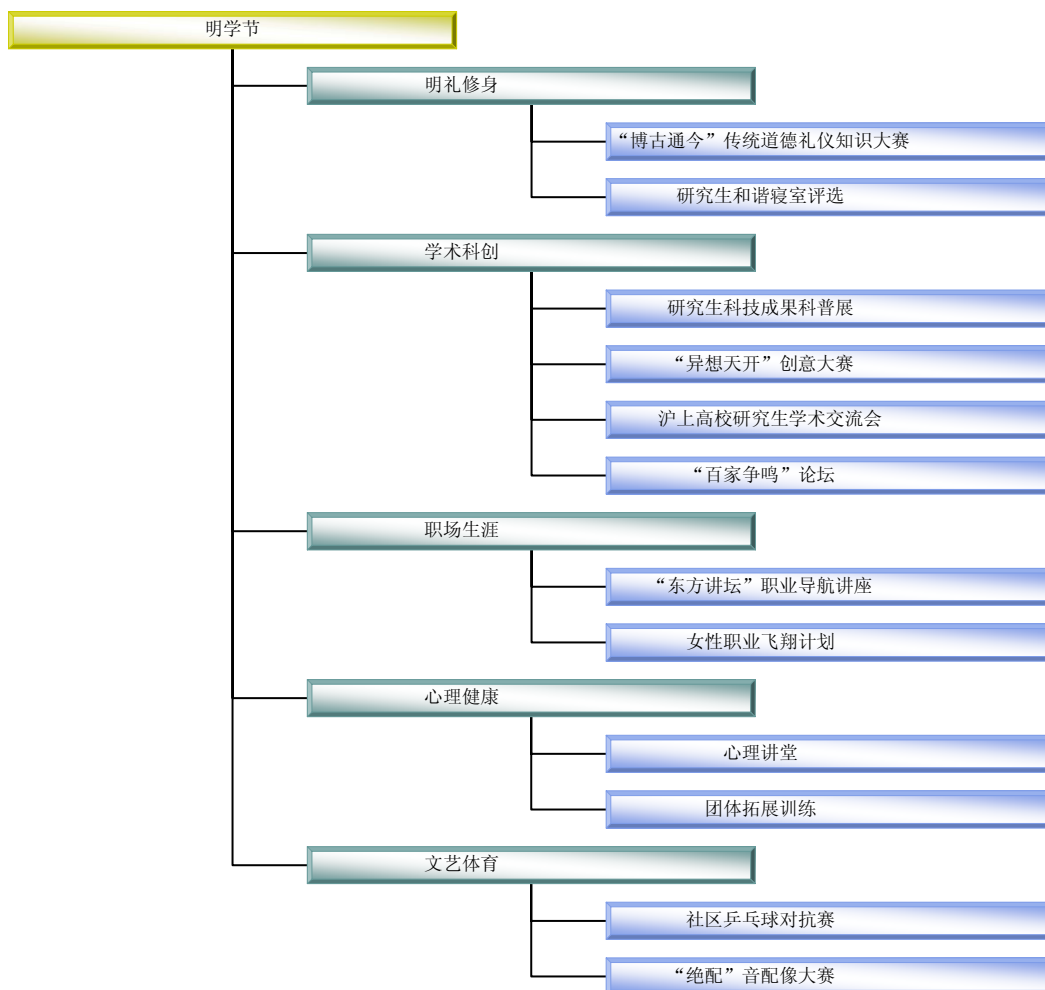 明学节
明礼修身
“博古通今”传统道德礼仪知识大赛
研究生和谐寝室评选
学术科创
研究生科技成果科普展
“异想天开”创意大赛
沪上高校研究生学术交流会
“百家争鸣”论坛
职场生涯
“东方讲坛”职业导航讲座
女性职业飞翔计划
心理健康
心理讲堂
团体拓展训练
文艺体育
社区乒乓球对抗赛
“绝配”音配像大赛